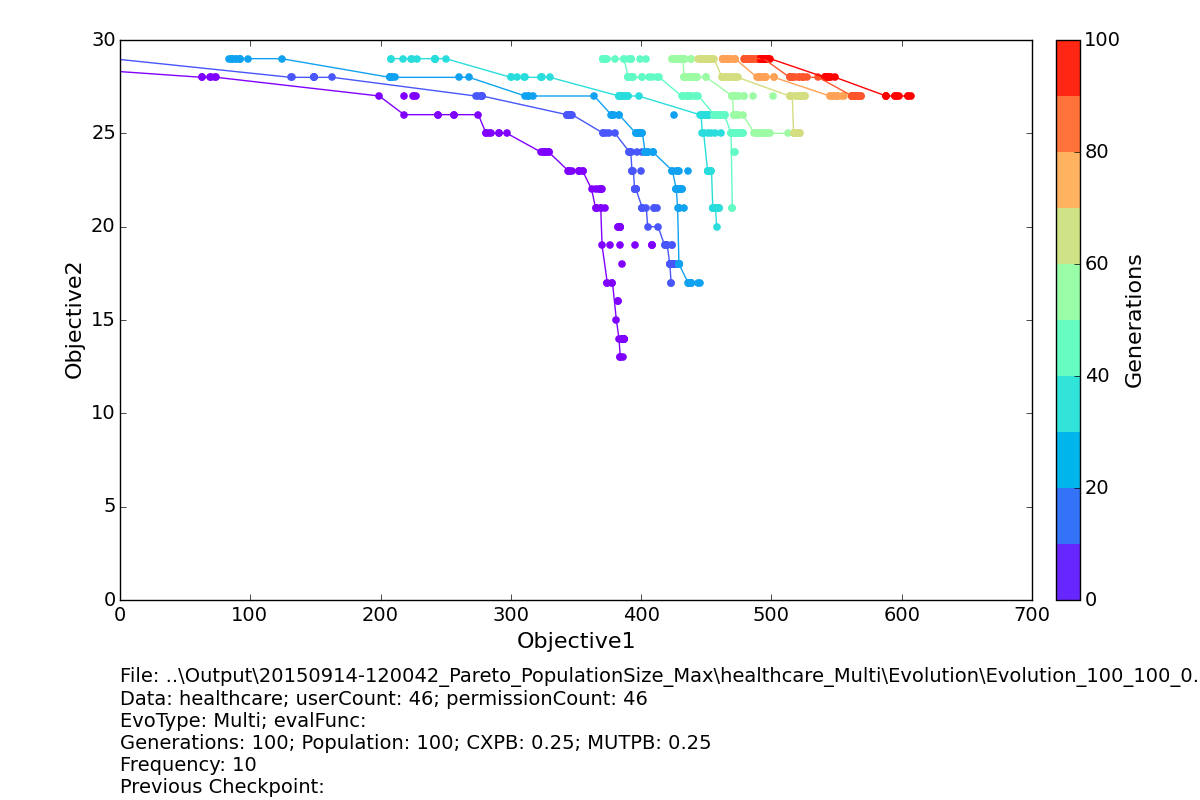 30
25
20
15
10
5
0
0 100 200 300 400 500 600 700
Objective2
Objective1
100
80
60
40
20
0
Generations
File: ..\Output\20150914-120042_Pareto_PopulationSize_Max\healthcare_Multi\Evolution\Evolution_100_100_0.
Data: healthcare; userCount: 46; permissionCount: 46
EvoType: Multi; evalFunc:
Generations: 100; Population: 100; CXPB: 0.25; MUTPB: 0.25
Frequency: 10
Previous Checkpoint: